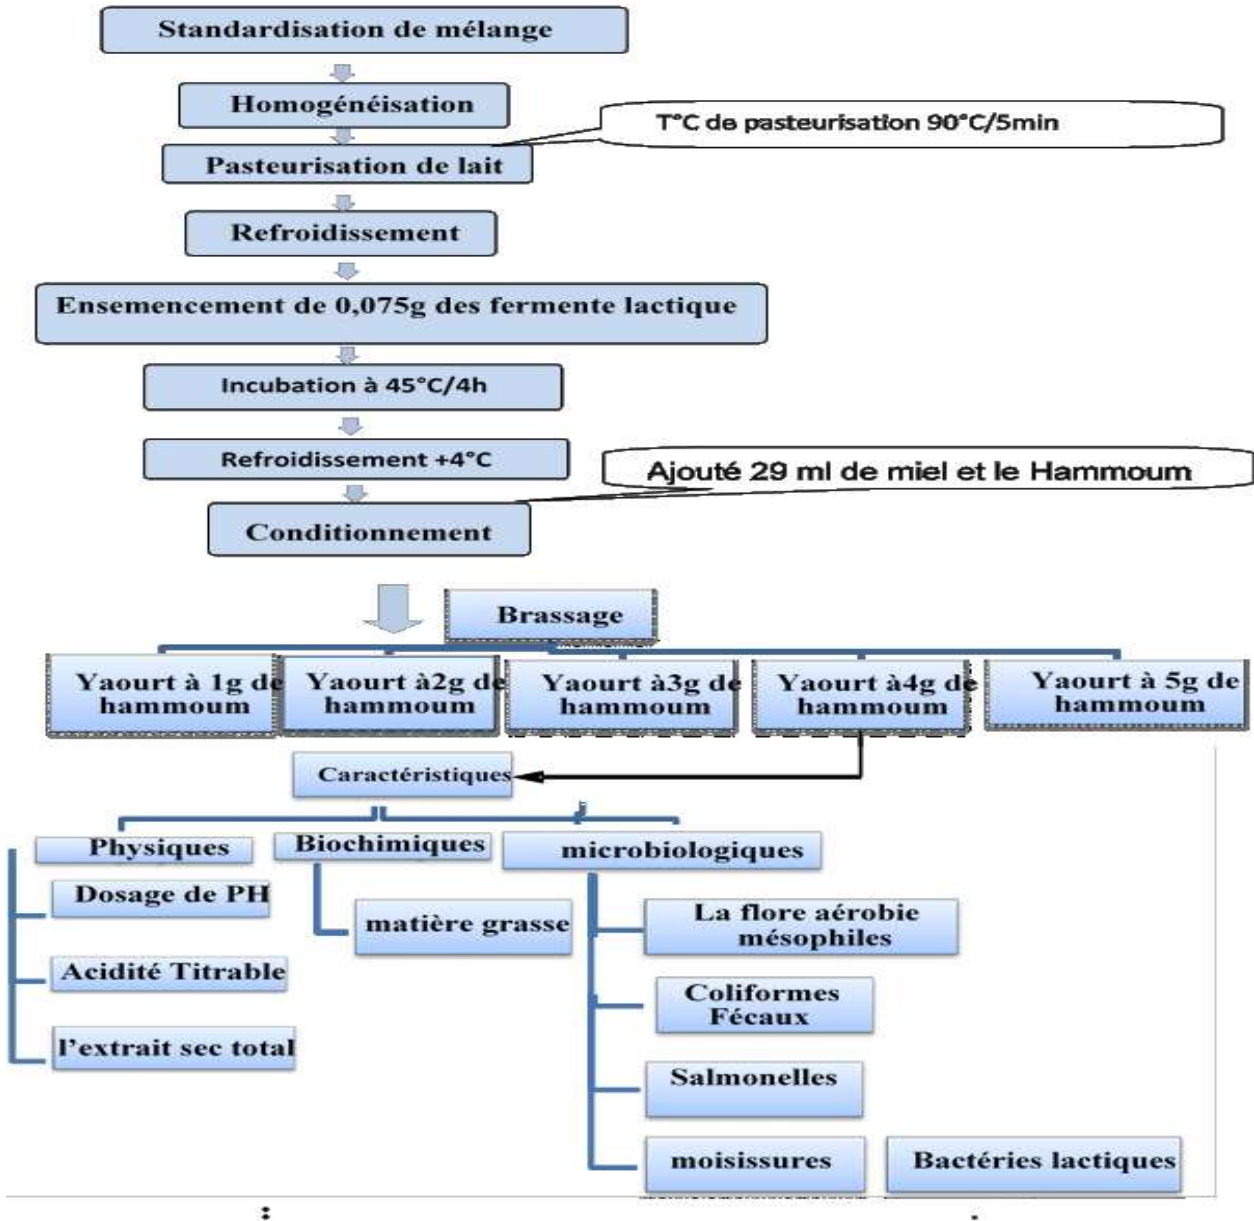 Standardisation de mélange
Homogénéisation
T°C de pasteurisation 90°C/5min
Pasteurisation de lait
Refroidissement
Ensemencement de 0,075g des fermente lactique
Incubation à 45°C/4h
Refroidissement +4°C
Ajouté 29 ml de miel et le Hammoum
Conditionnement
Brassage
Yaourt à 1g de
hammoum
Yaourt à2g de
hammoum
Yaourt à3g de
hammoum
Yaourt à4g de
hammoum
Yaourt à 5g de
hammoum
Caractéristiques
Physiques
Biochimiques
microbiologiques
Dosage de PH
Acidité Titrable
l'extrait sec total
matière grasse
La flore aérobie
mésophiles
Coliformes
Fécaux
Salmonelles
moisissures
Bactéries lactiques